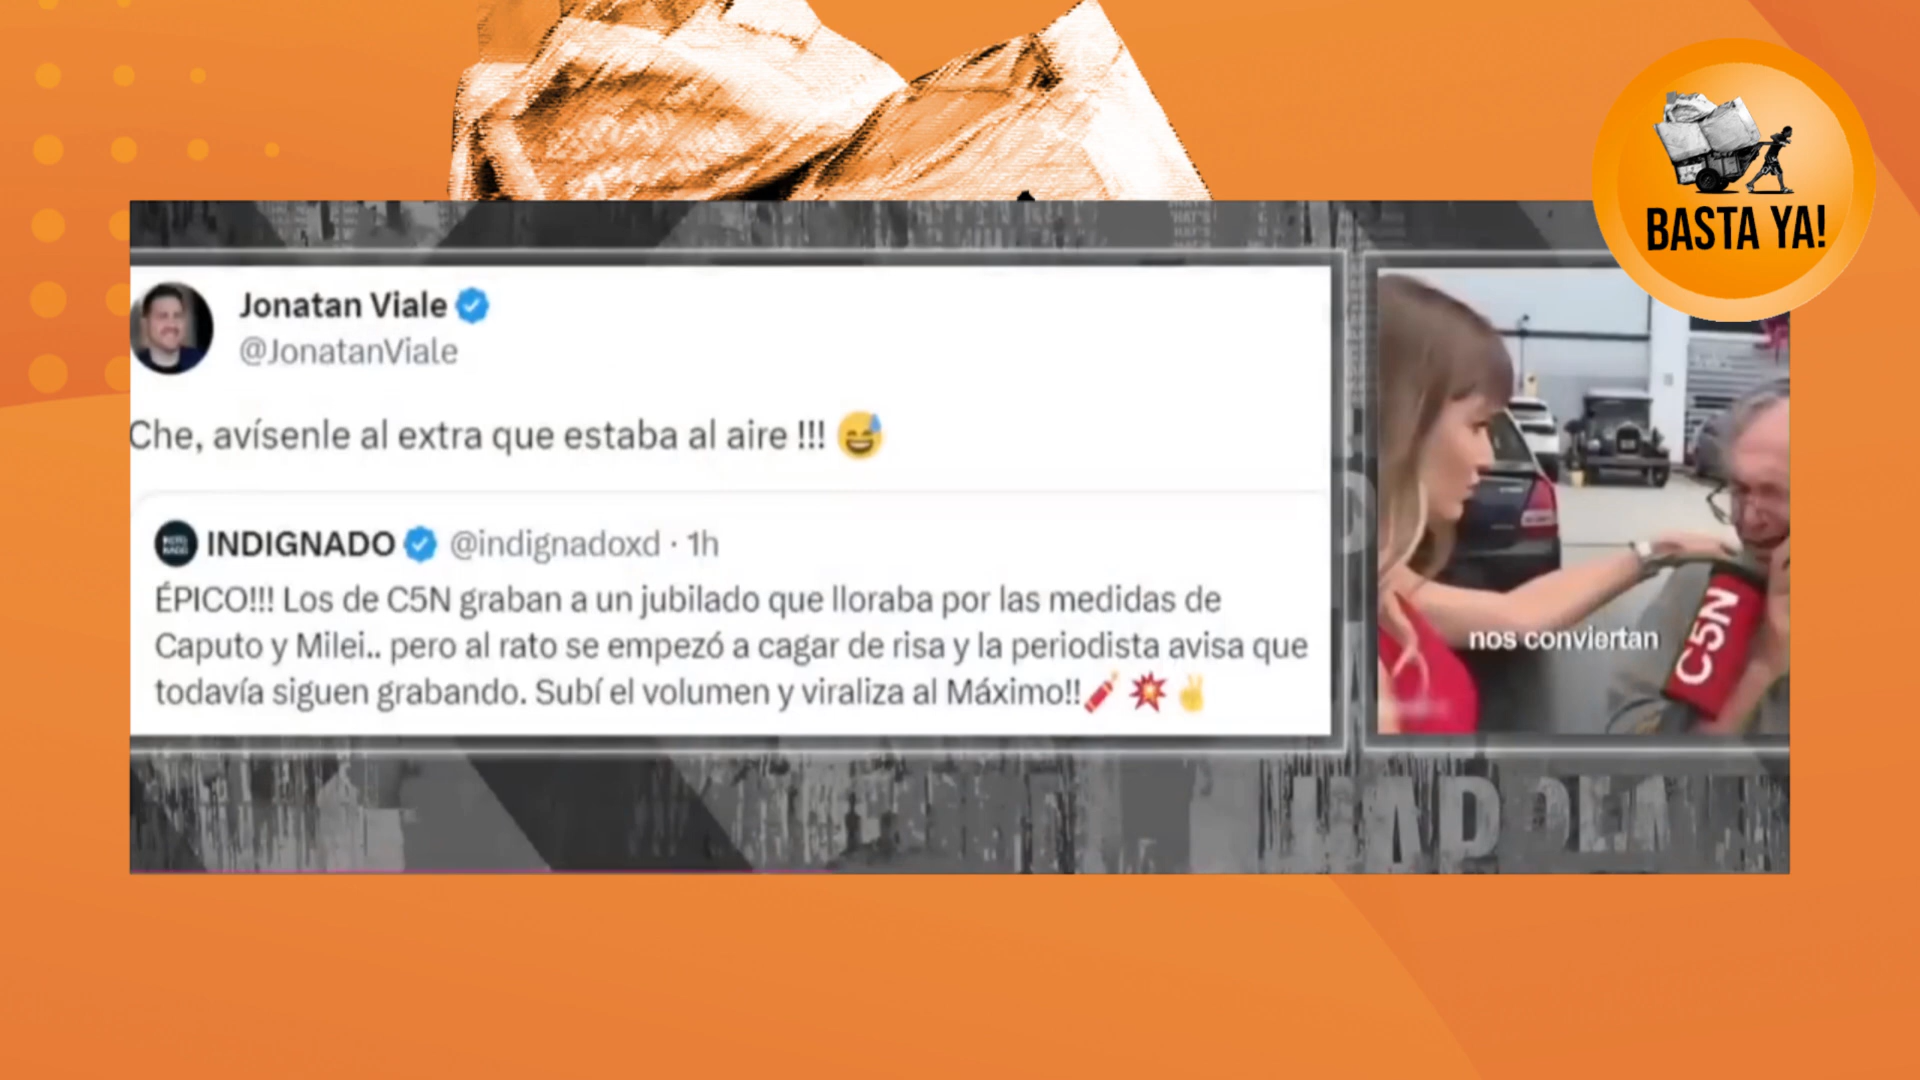 BASTA YA!
Jonatan Viale
@JonatanViale
Che, avísenle al extra que estaba al aire !!! 😅
INDIGNADO @indignadoxd · 1h
ÉPICO!!! Los de C5N graban a un jubilado que lloraba por las medidas de
Caputo y Milei.. pero al rato se empezó a cagar de risa y la periodista avisa que
todavía siguen grabando. Subí el volumen y viraliza al Máximo!!🧨 💥 ✌️
nos conviertan
C5N